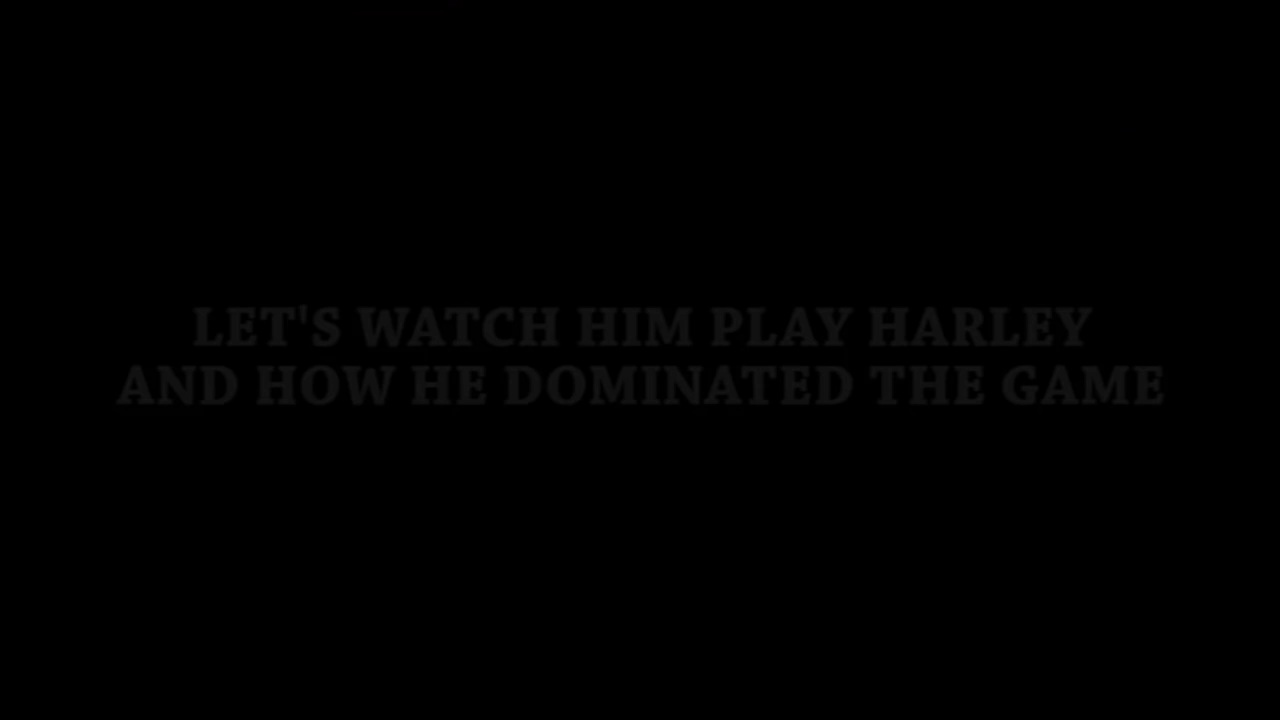 LET'S WATCH HIM PLAY HARLEY
AND HOW HE DOMINATED THE GAME